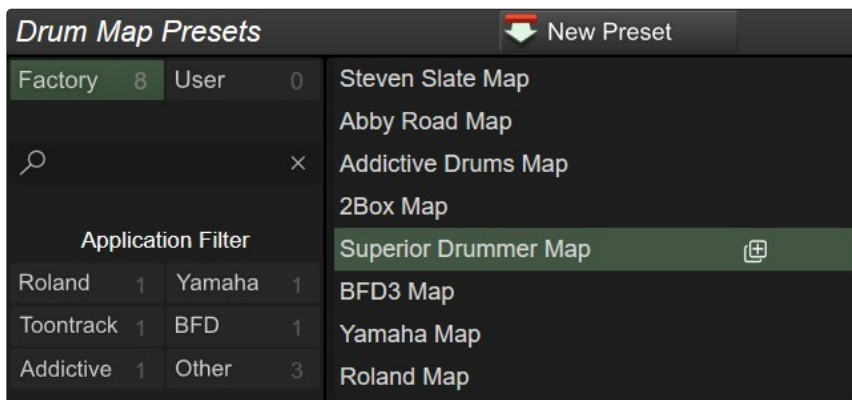 Drum Map Presets
New Preset
Factory 8 User 0
Application Filter
Roland 1 Yamaha 1
Toontrack 1 BFD 1
Addictive 1 Other 3
Steven Slate Map
Abby Road Map
Addictive Drums Map
2Box Map
Superior Drummer Map
BFD3 Map
Yamaha Map
Roland Map